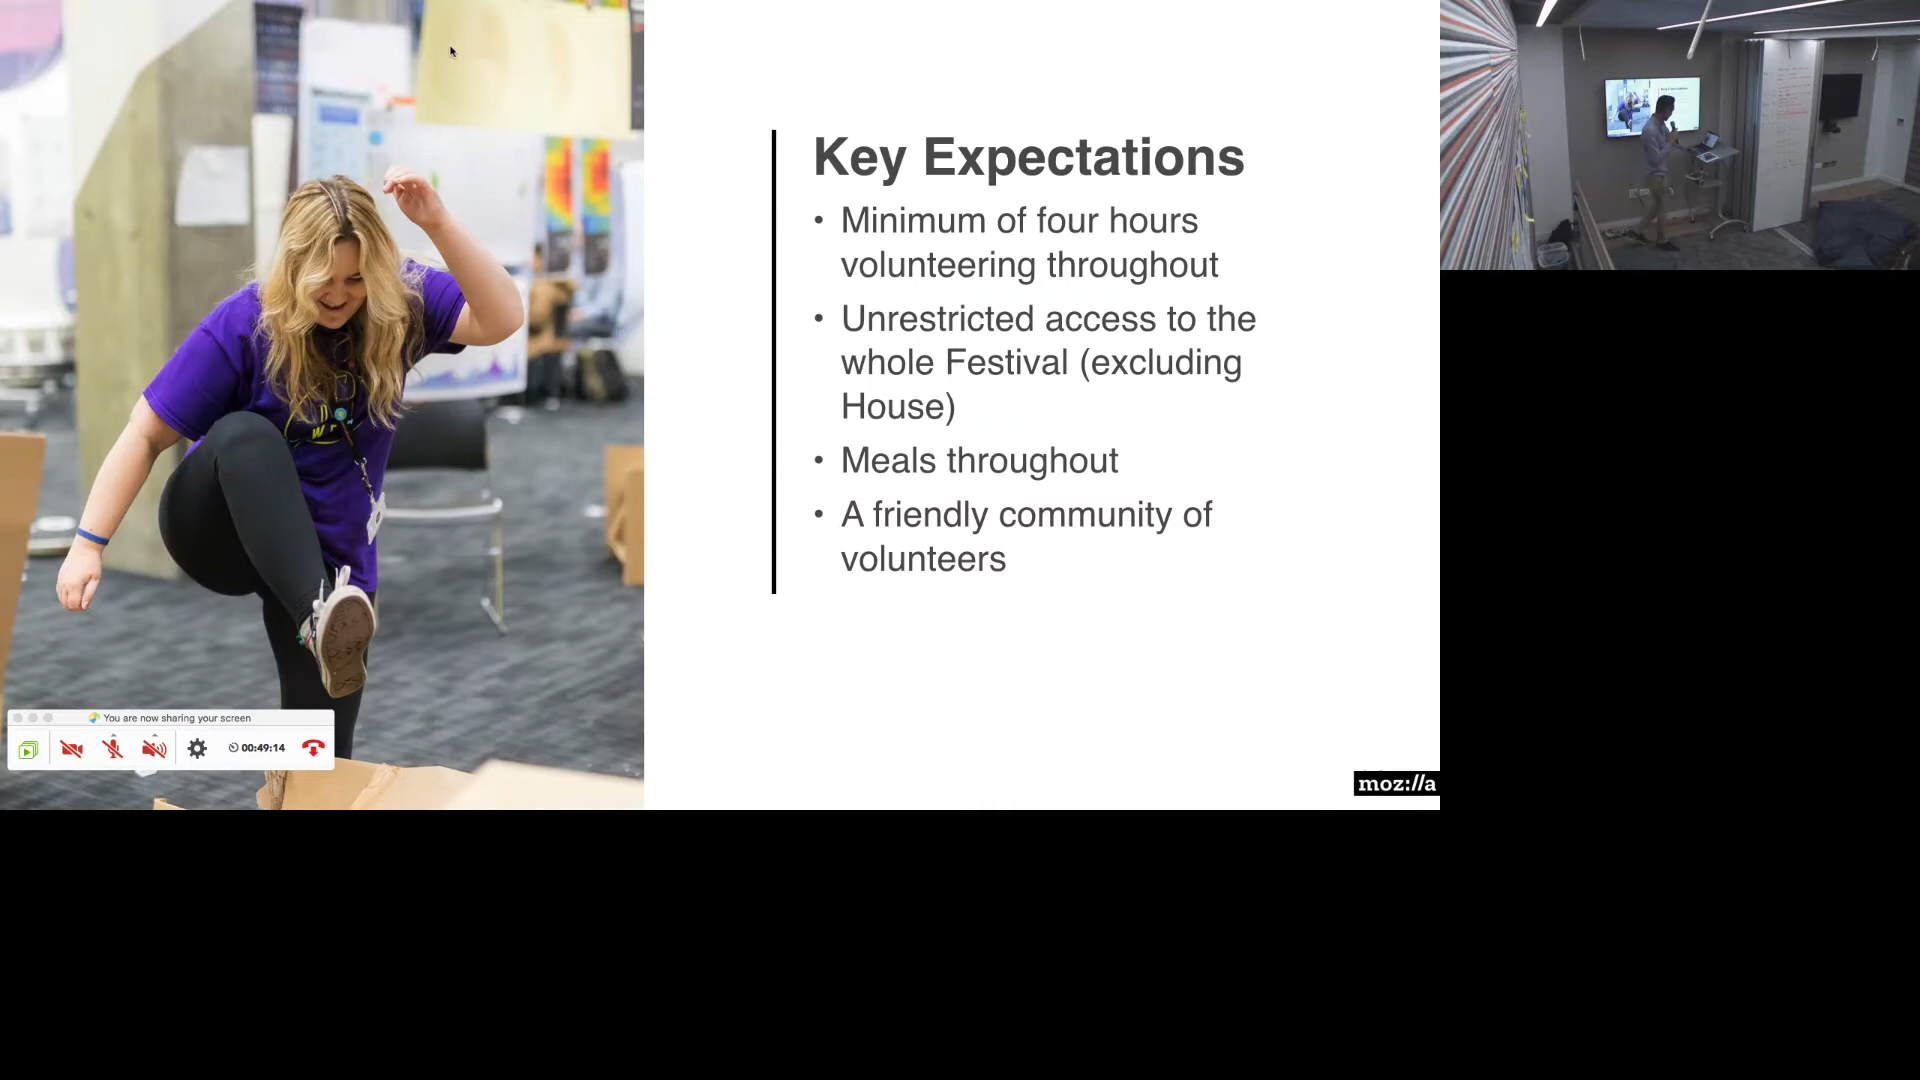 Key Expectations
• Minimum of four hours
volunteering throughout
• Unrestricted access to the
whole Festival (excluding
House)
• Meals throughout
• A friendly community of
volunteers
You are now sharing your screen
00:49:14
moz://a